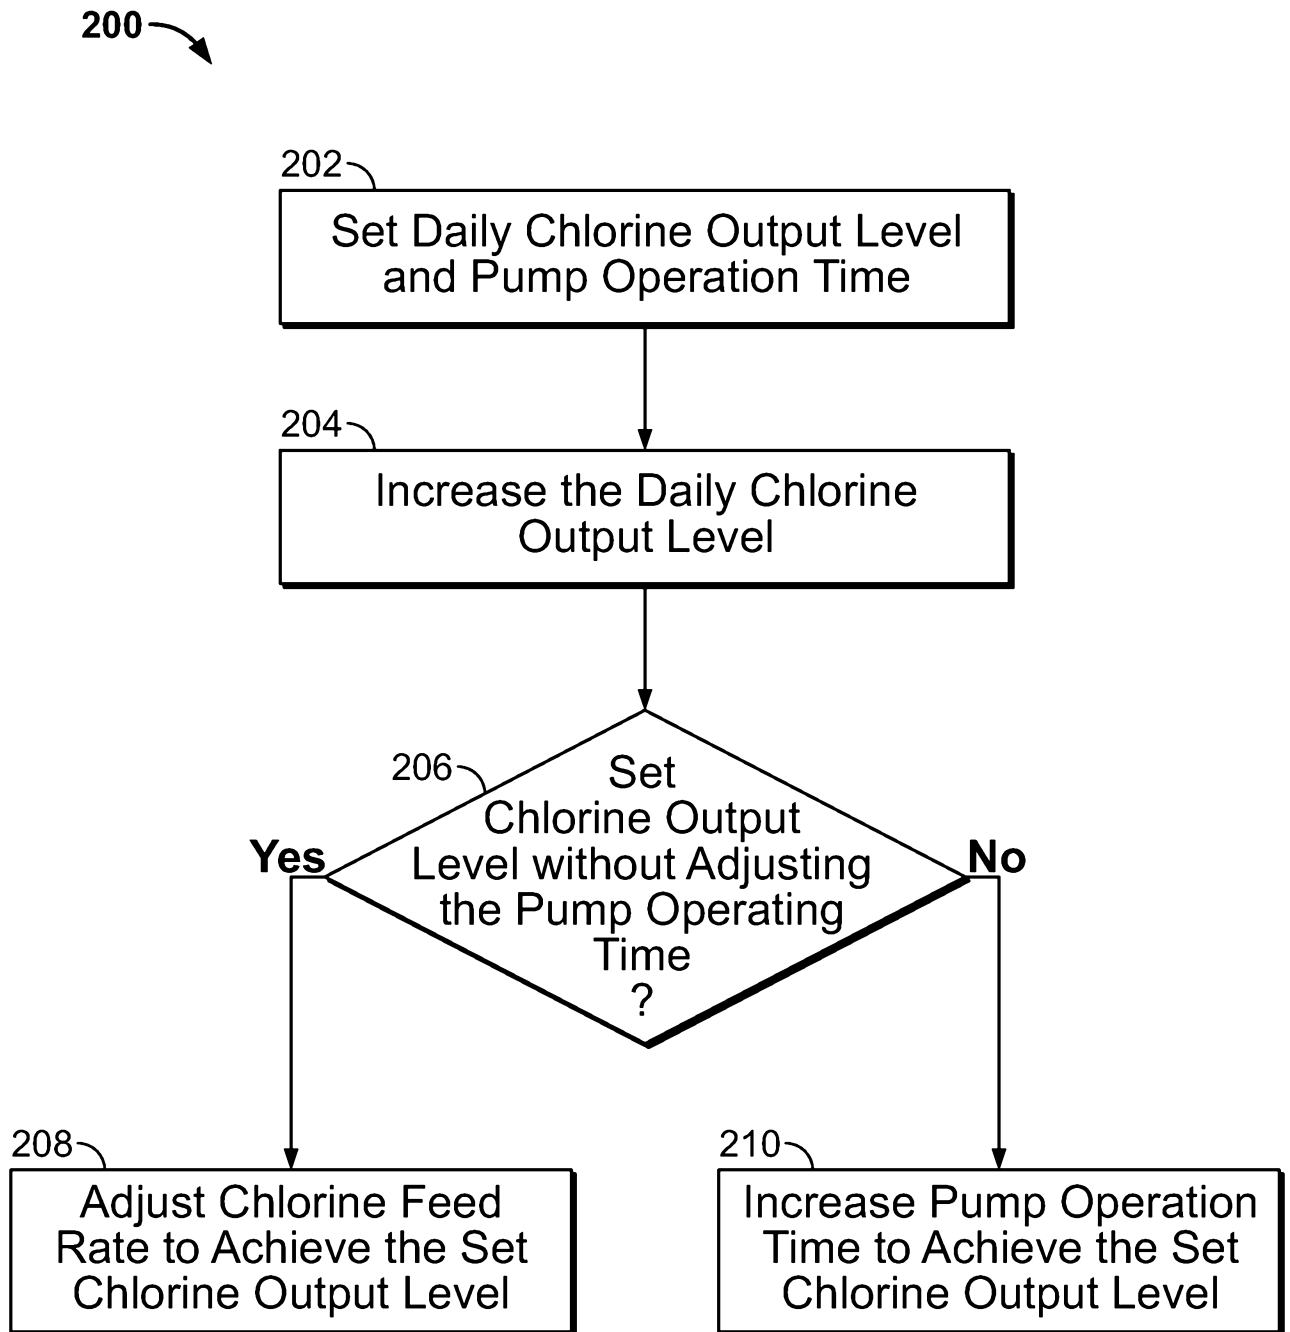 200
202
Set Daily Chlorine Output Level
and Pump Operation Time
204
Increase the Daily Chlorine
Output Level
206
Set
Chlorine Output
Level without Adjusting
the Pump Operating
Time
?
Yes
No
208
Adjust Chlorine Feed
Rate to Achieve the Set
Chlorine Output Level
210
Increase Pump Operation
Time to Achieve the Set
Chlorine Output Level